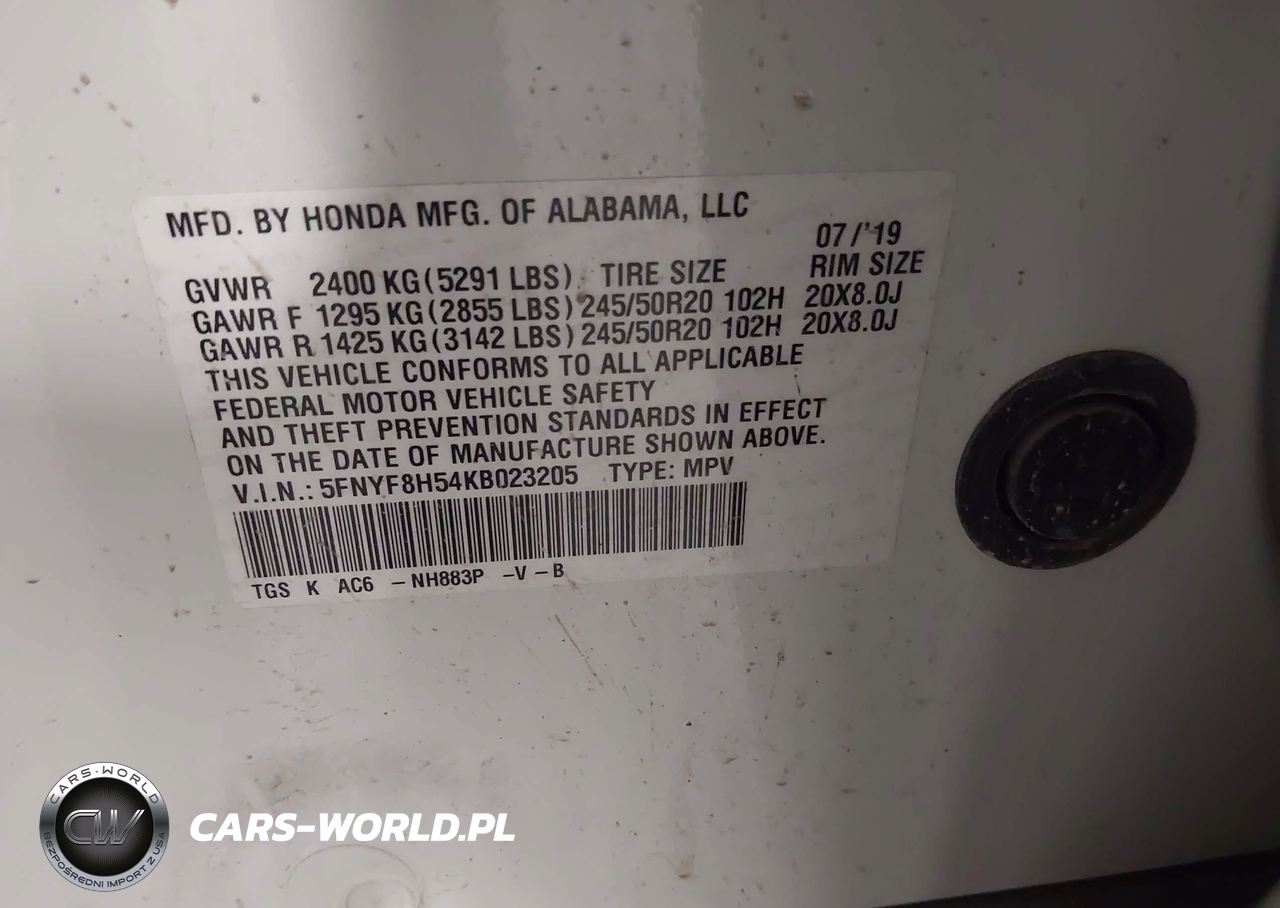 MFD. BY HONDA MFG. OF ALABAMA, LLC
07/'19
GVWR 2400 KG (5291 LBS) TIRE SIZE RIM SIZE
GAWR F 1295 KG (2855 LBS) 245/50R20 102H 20X8.0J
GAWR R 1425 KG (3142 LBS) 245/50R20 102H 20X8.0J
THIS VEHICLE CONFORMS TO ALL APPLICABLE
FEDERAL MOTOR VEHICLE SAFETY
AND THEFT PREVENTION STANDARDS IN EFFECT
ON THE DATE OF MANUFACTURE SHOWN ABOVE.
V.I.N.: 5FNYF8H54KB023205 TYPE: MPV
TGS K AC6 -NH883P -V-B
CARS-WORLD
CW
BEZPOŚREDNI IMPORT Z USA
CARS-WORLD.PL